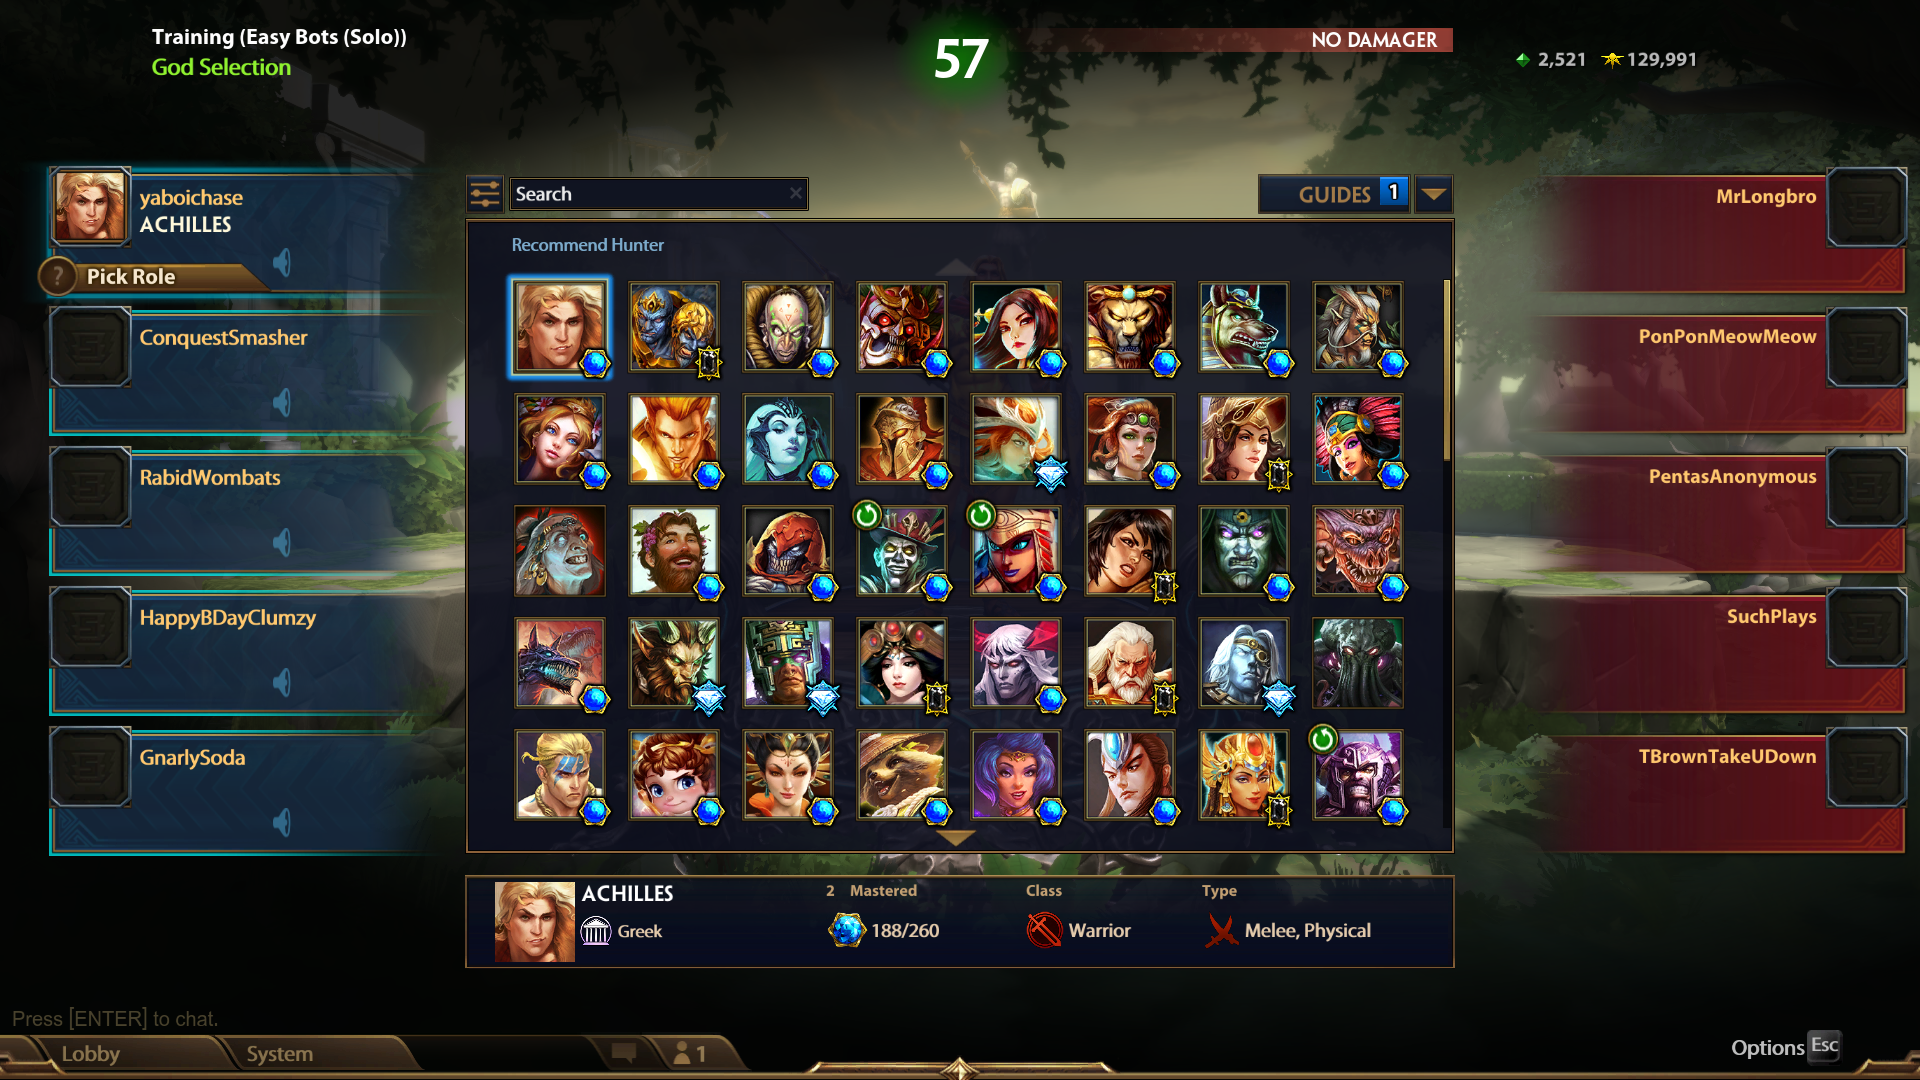 Training (Easy Bots (Solo))
God Selection
57
NO DAMAGER
2,521
129,991
yaboichase
ACHILLES
? Pick Role
ConquestSmasher
RabidWombats
HappyBDayClumzy
GnarlySoda
Search
GUIDES 1
Recommend Hunter
MrLongbro
PonPonMeowMeow
PentasAnonymous
SuchPlays
TBrownTakeUDown
ACHILLES
Greek
2 Mastered
188/260
Class
Warrior
Type
Melee, Physical
Press [ENTER] to chat.
Lobby
System
1
Options Esc